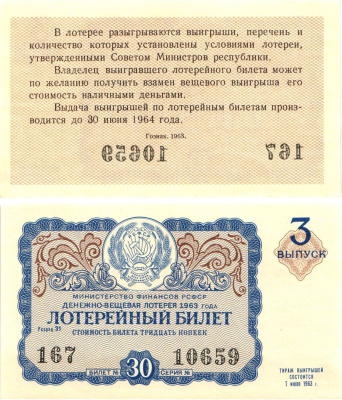 В лотерее разыгрываются выигрыши, перечень и
количество которых установлены условиями лотереи,
утвержденными Советом Министров республики.
Владелец выигравшего лотерейного билета может
по желанию получить взамен вещевого выигрыша его
стоимость наличными деньгами.
Выдача выигрышей по лотерейным билетам произ-
водится до 30 июня 1964 года.
Гознак. 1963.
10659 167
3
ВЫПУСК
МИНИСТЕРСТВО ФИНАНСОВ РСФСР
ДЕНЕЖНО-ВЕЩЕВАЯ ЛОТЕРЕЯ 1963 ГОДА
ЛОТЕРЕЙНЫЙ БИЛЕТ
Разряд 31
СТОИМОСТЬ БИЛЕТА ТРИДЦАТЬ КОПЕЕК
167 30 10659
БИЛЕТ № СЕРИЯ №
ТИРАЖ ВЫИГРЫШЕЙ
СОСТОИТСЯ
7 июня 1963 г.